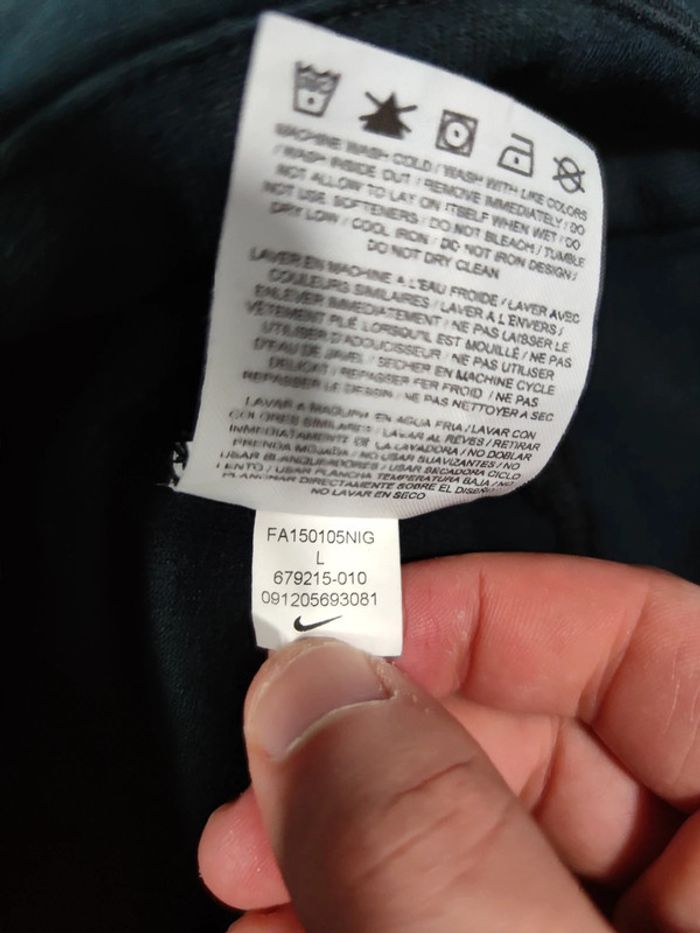 MACHINE WASH COLD / WASH WITH LIKE COLORS
/ WASH INSIDE OUT / REMOVE IMMEDIATELY / DO
NOT ALLOW TO LAY ON ITSELF WHEN WET / DO
NOT USE SOFTENERS / DO NOT BLEACH / TUMBLE
DRY LOW / COOL IRON / DO NOT IRON DESIGN /
DO NOT DRY CLEAN
LAVER EN MACHINE A L'EAU FROIDE / LAVER AVEC
COULEURS SIMILAIRES / LAVER A L'ENVERS /
ENLEVER IMMEDIATEMENT / NE PAS LAISSER LE
VETEMENT PLIÉ LORSQU'IL EST MOUILLÉ / NE PAS
UTILISER D'ADOUCISSEUR / NE PAS UTILISER
D'EAU DE JAVEL / SECHER EN MACHINE CYCLE
DELICAT / REPASSER FER FROID / NE PAS
REPASSER LE DESSIN / NE PAS NETTOYER A SEC
LAVAR A MAQUINA EN AGUA FRIA / LAVAR CON
COLORES SIMILARES / LAVAR AL REVES / RETIRAR
INMEDIATAMENTE DE LA LAVADORA / NO DOBLAR
PRENDA MOJADA / NO USAR SUAVIZANTES / NO
USAR BLANQUEADORES / USAR SECADORA CICLO
LENTO / USAR PLANCHA TEMPERATURA BAJA / NO
PLANCHAR DIRECTAMENTE SOBRE EL DISEÑO /
NO LAVAR EN SECO
FA150105NIG
L
679215-010
091205693081